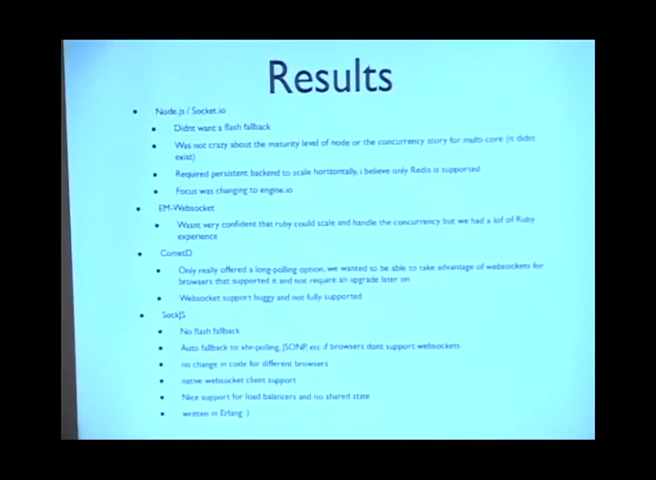 Results
• Node.js / Socket.io
• Didnt want a flash fallback
• Was not crazy about the maturity level of node or the concurrency story for multi-core (it didnt
exist)
• Required persistent backend to scale horizontally, i believe only Redis is supported
• Focus was changing to engine.io
• EM-Websocket
• Wasnt very confident that ruby could scale and handle the concurrency but we had a lof of Ruby
experience
• CometD
• Only really offered a long-polling option, we wanted to be able to take advantage of websockets for
browsers that supported it and not require an upgrade later on
• Websocket support buggy and not fully supported
• SockJS
• No flash fallback
• Auto fallback to xhr-polling, JSONP, etc if browsers dont support websockets
• no change in code for different browsers
• native websocket client support
• Nice support for load balancers and no shared state
• written in Erlang :)